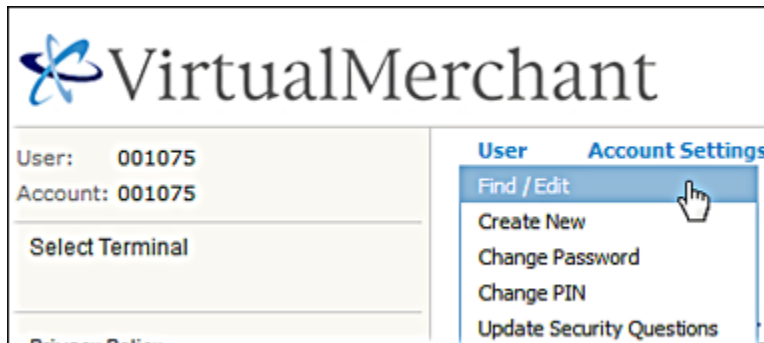 VirtualMerchant
User: 001075
Account: 001075
Select Terminal
User Account Settings
Find / Edit
Create New
Change Password
Change PIN
Update Security Questions